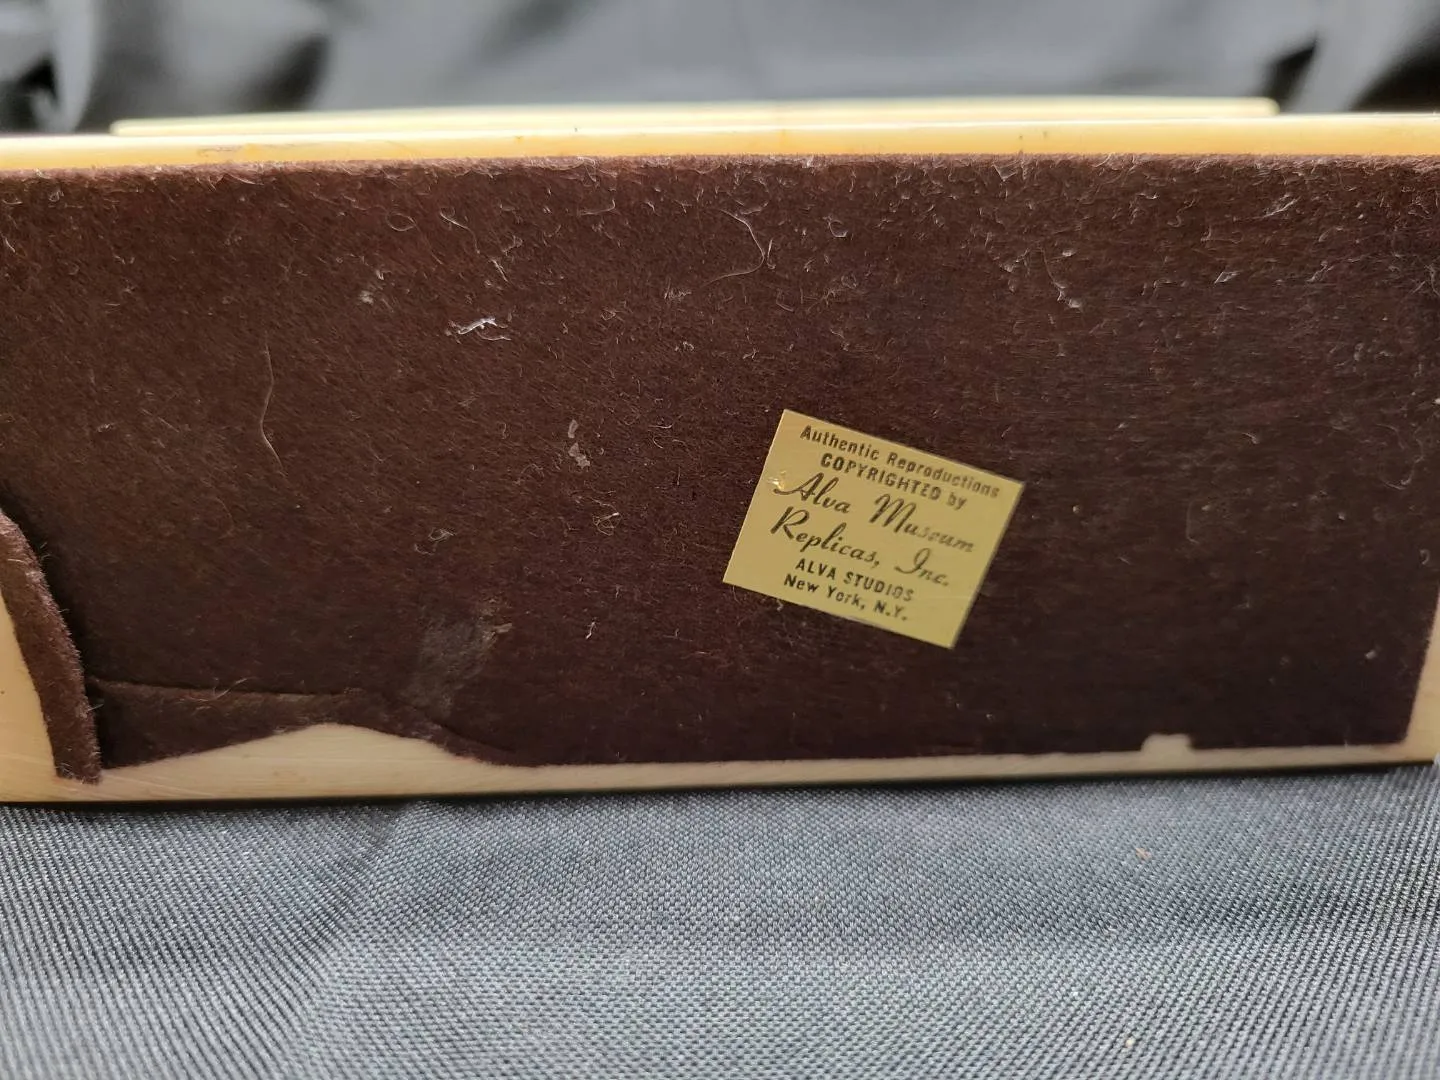 Authentic Reproductions
COPYRIGHTED by
Alva Museum
Replicas, Inc.
ALVA STUDIOS
New York, N.Y.